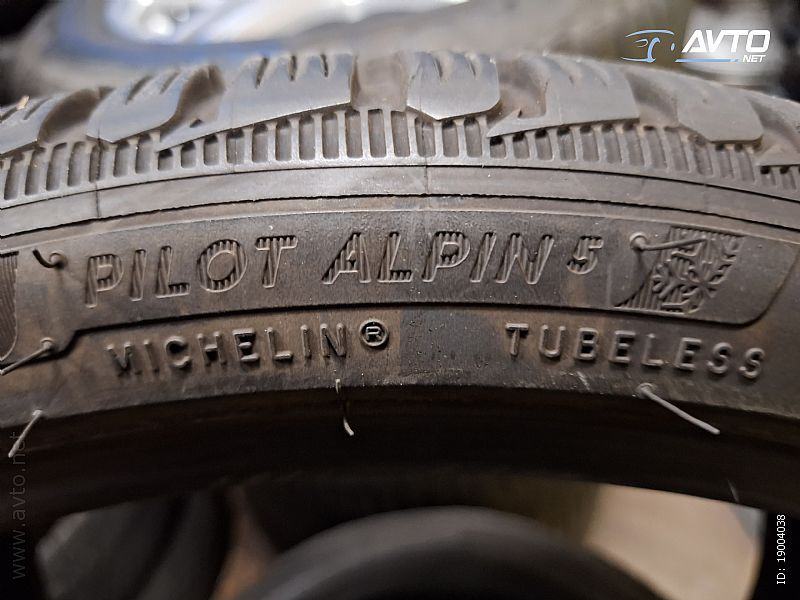 AVTO
.NET
PILOT ALPIN 5
MICHELIN® TUBELESS
www.avto.net
ID: 19004038